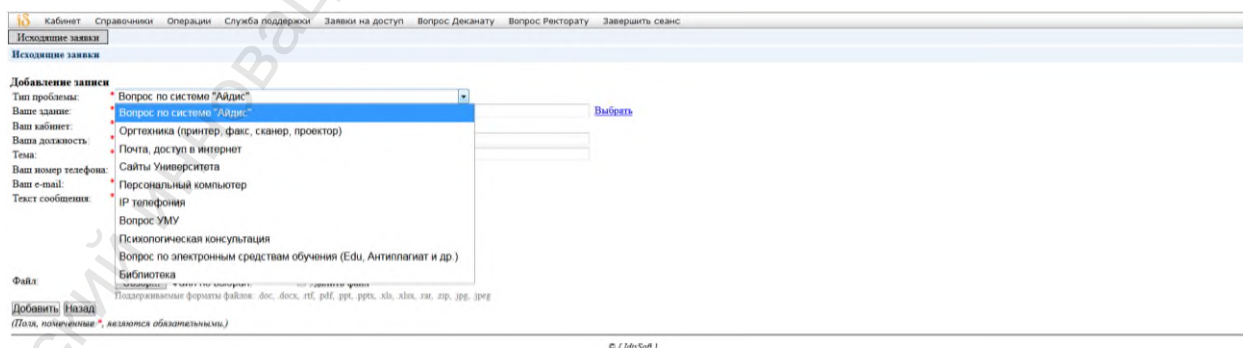 iS Кабинет Справочники Операции Служба поддержки Заявки на доступ Вопрос Деканату Вопрос Ректорату Завершить сеанс
Исходящие заявки
Исходящие заявки
Добавление записи
Тип проблемы: * Вопрос по системе "Айдис"
Ваше здание: * Вопрос по системе "Айдис" Выбрать
Ваш кабинет: * Оргтехника (принтер, факс, сканер, проектор)
Ваша должность: *
Тема: * Почта, доступ в интернет
Ваш номер телефона: Сайты Университета
Ваш e-mail: * Персональный компьютер
Текст сообщения: * IP телефония
Вопрос УМУ
Психологическая консультация
Вопрос по электронным средствам обучения (Edu, Антиплагиат и др.)
Библиотека
Файл:
Поддерживаемые форматы файлов: .doc, .docx, .rtf, .pdf, .ppt, .pptx, .xls, .xlsx, .rar, .zip, .jpg, .jpeg
Добавить Назад
(Поля, помеченные *, являются обязательными.)
© [ IdisSoft ]